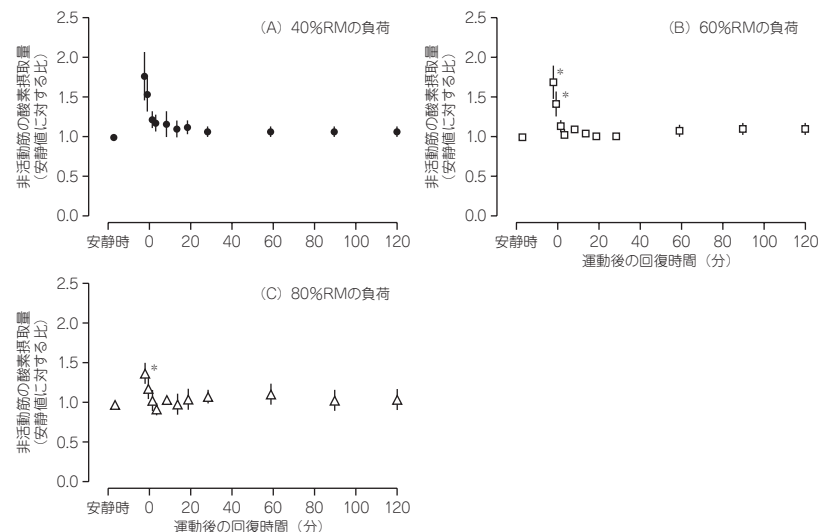 (A) 40%RMの負荷
非活動筋の酸素摂取量
(安静値に対する比)
2.5
2.0
1.5
1.0
0.5
0.0
安静時 0 20 40 60 80 100 120
(B) 60%RMの負荷
非活動筋の酸素摂取量
(安静値に対する比)
2.5
2.0
1.5
1.0
0.5
0.0
*
*
安静時 0 20 40 60 80 100 120
運動後の回復時間(分)
(C) 80%RMの負荷
非活動筋の酸素摂取量
(安静値に対する比)
2.5
2.0
1.5
1.0
0.5
0.0
*
安静時 0 20 40 60 80 100 120
運動後の回復時間(分)